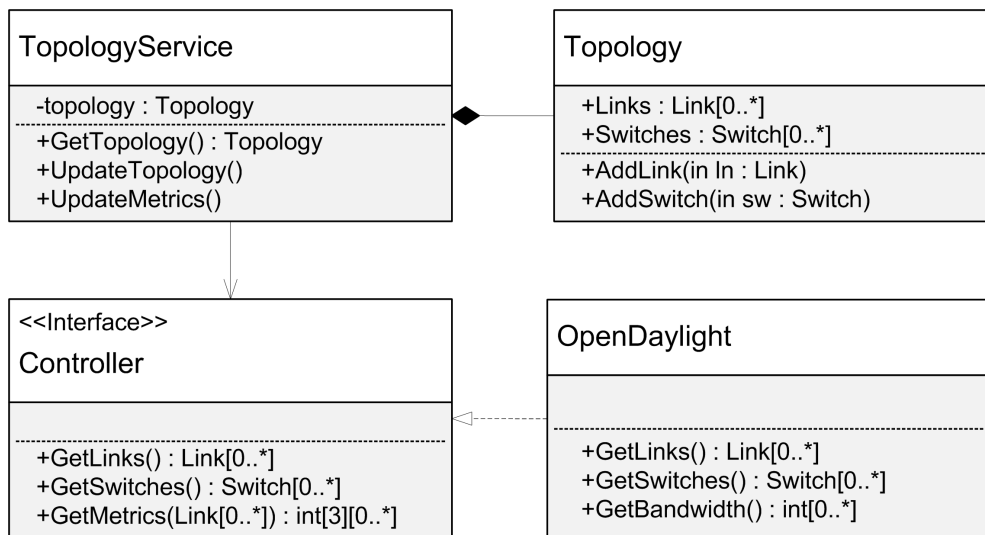 TopologyService
-topology : Topology
+GetTopology() : Topology
+UpdateTopology()
+UpdateMetrics()
Topology
+Links : Link[0..*]
+Switches : Switch[0..*]
+AddLink(in ln : Link)
+AddSwitch(in sw : Switch)
<<Interface>>
Controller
+GetLinks() : Link[0..*]
+GetSwitches() : Switch[0..*]
+GetMetrics(Link[0..*]) : int[3][0..*]
OpenDaylight
+GetLinks() : Link[0..*]
+GetSwitches() : Switch[0..*]
+GetBandwidth() : int[0..*]